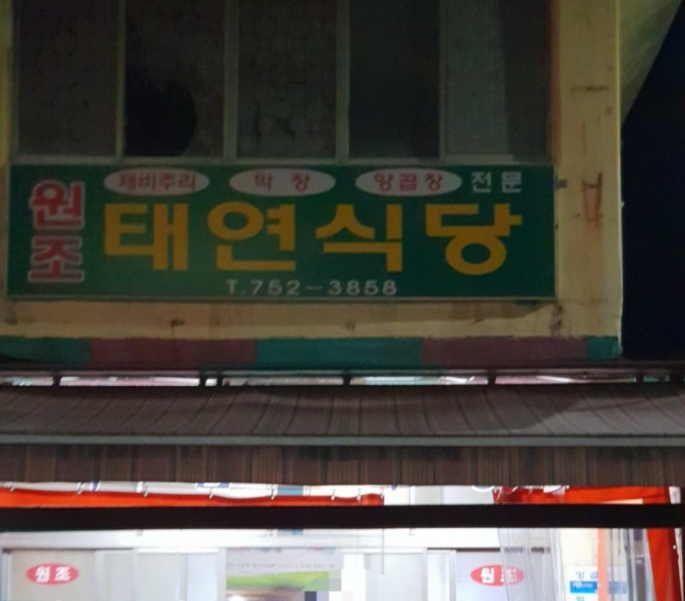 제비추리 막창 양곱창 전문
원조
태연식당
T.752-3858
원조
원조